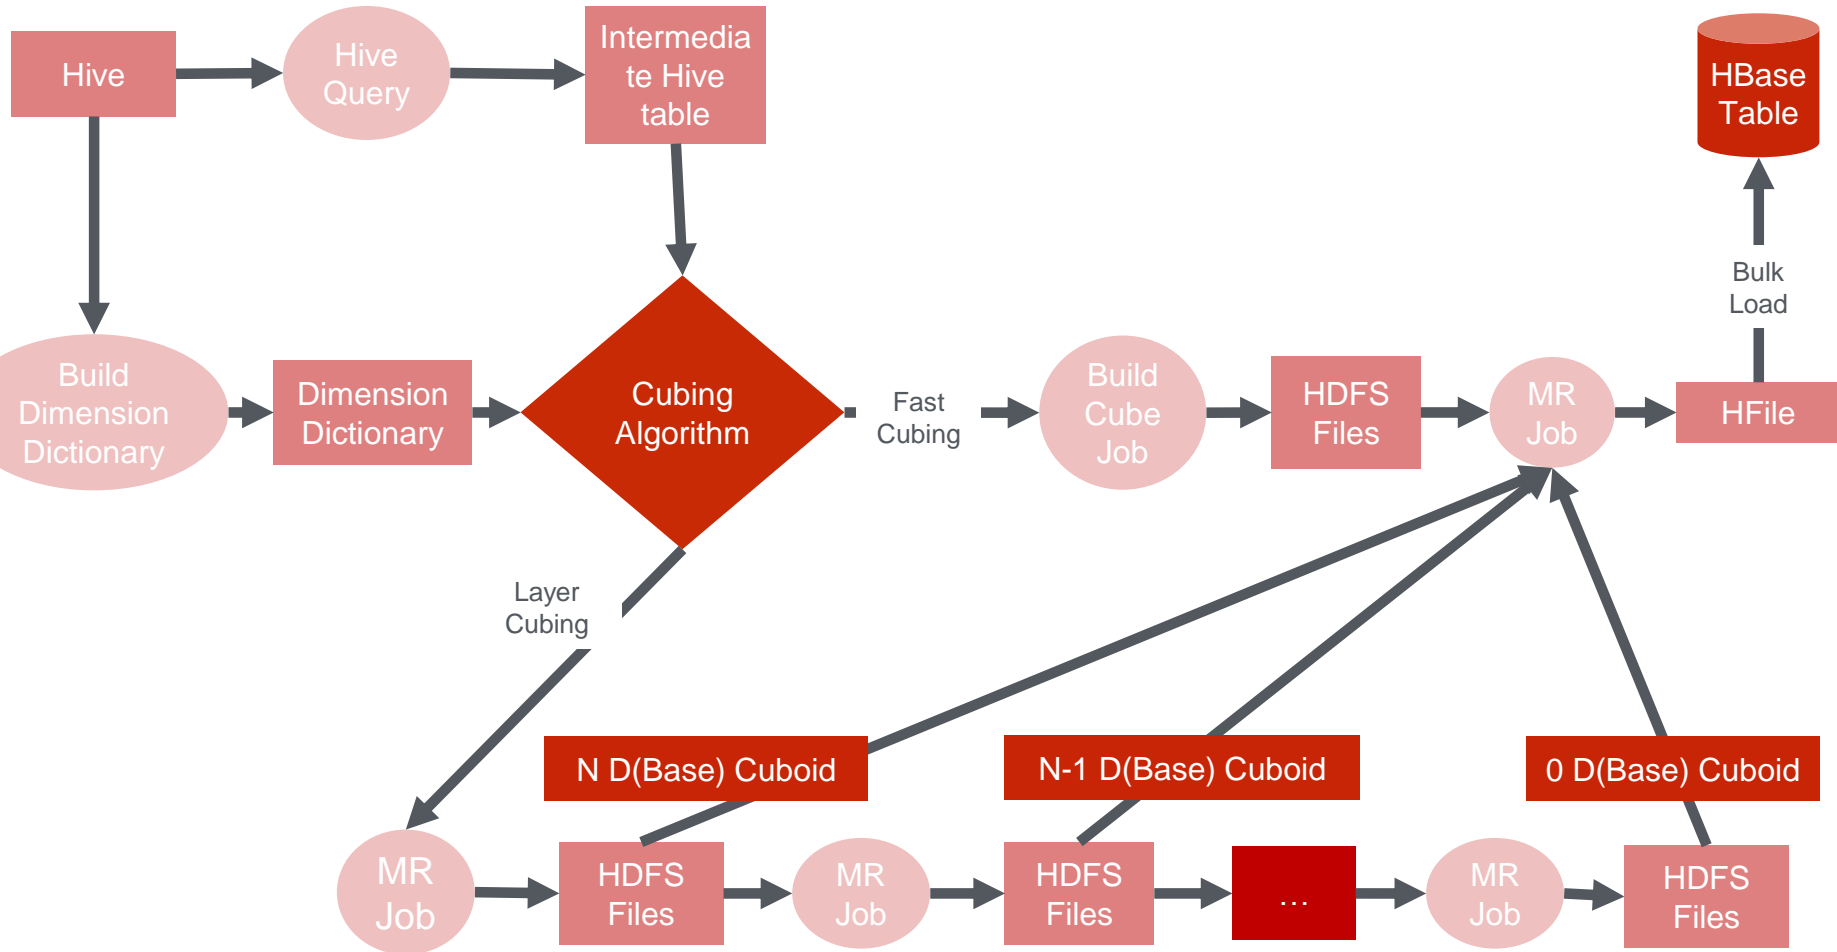 Hive
Hive
Query
Intermedia
te Hive
table
HBase
Table
Bulk
Load
Build
Dimension
Dictionary
Dimension
Dictionary
Cubing
Algorithm
Fast
Cubing
Build
Cube
Job
HDFS
Files
MR
Job
HFile
Layer
Cubing
N D(Base) Cuboid
N-1 D(Base) Cuboid
0 D(Base) Cuboid
MR
Job
HDFS
Files
MR
Job
HDFS
Files
…
MR
Job
HDFS
Files